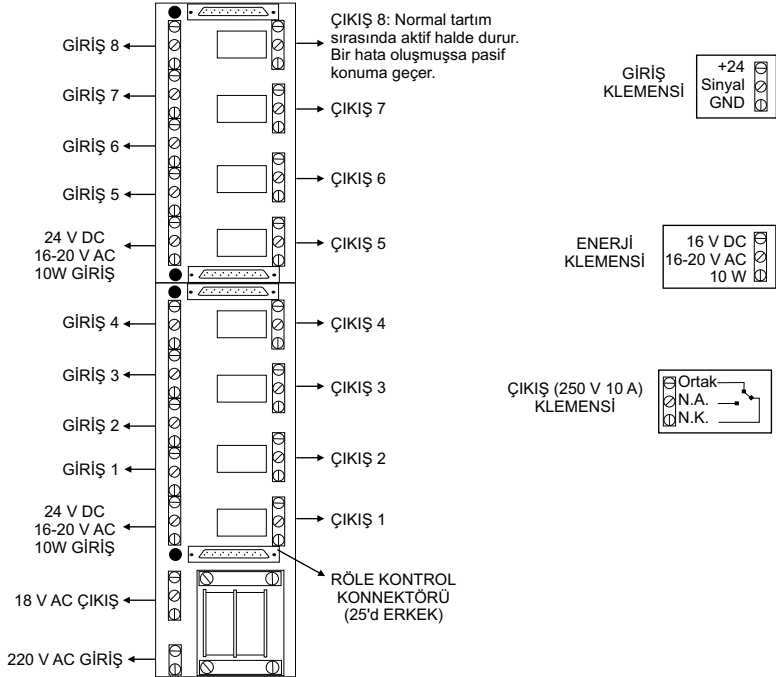 GİRİŞ 8
GİRİŞ 7
GİRİŞ 6
GİRİŞ 5
24 V DC
16-20 V AC
10W GİRİŞ
GİRİŞ 4
GİRİŞ 3
GİRİŞ 2
GİRİŞ 1
24 V DC
16-20 V AC
10W GİRİŞ
18 V AC ÇIKIŞ
220 V AC GİRİŞ
ÇIKIŞ 8: Normal tartım
sırasında aktif halde durur.
Bir hata oluşmuşsa pasif
konuma geçer.
ÇIKIŞ 7
ÇIKIŞ 6
ÇIKIŞ 5
ÇIKIŞ 4
ÇIKIŞ 3
ÇIKIŞ 2
ÇIKIŞ 1
RÖLE KONTROL
KONNEKTÖRÜ
(25'd ERKEK)
GİRİŞ
KLEMENSİ
+24
Sinyal
GND
ENERJİ
KLEMENSİ
16 V DC
16-20 V AC
10 W
ÇIKIŞ (250 V 10 A)
KLEMENSİ
Ortak
N.A.
N.K.